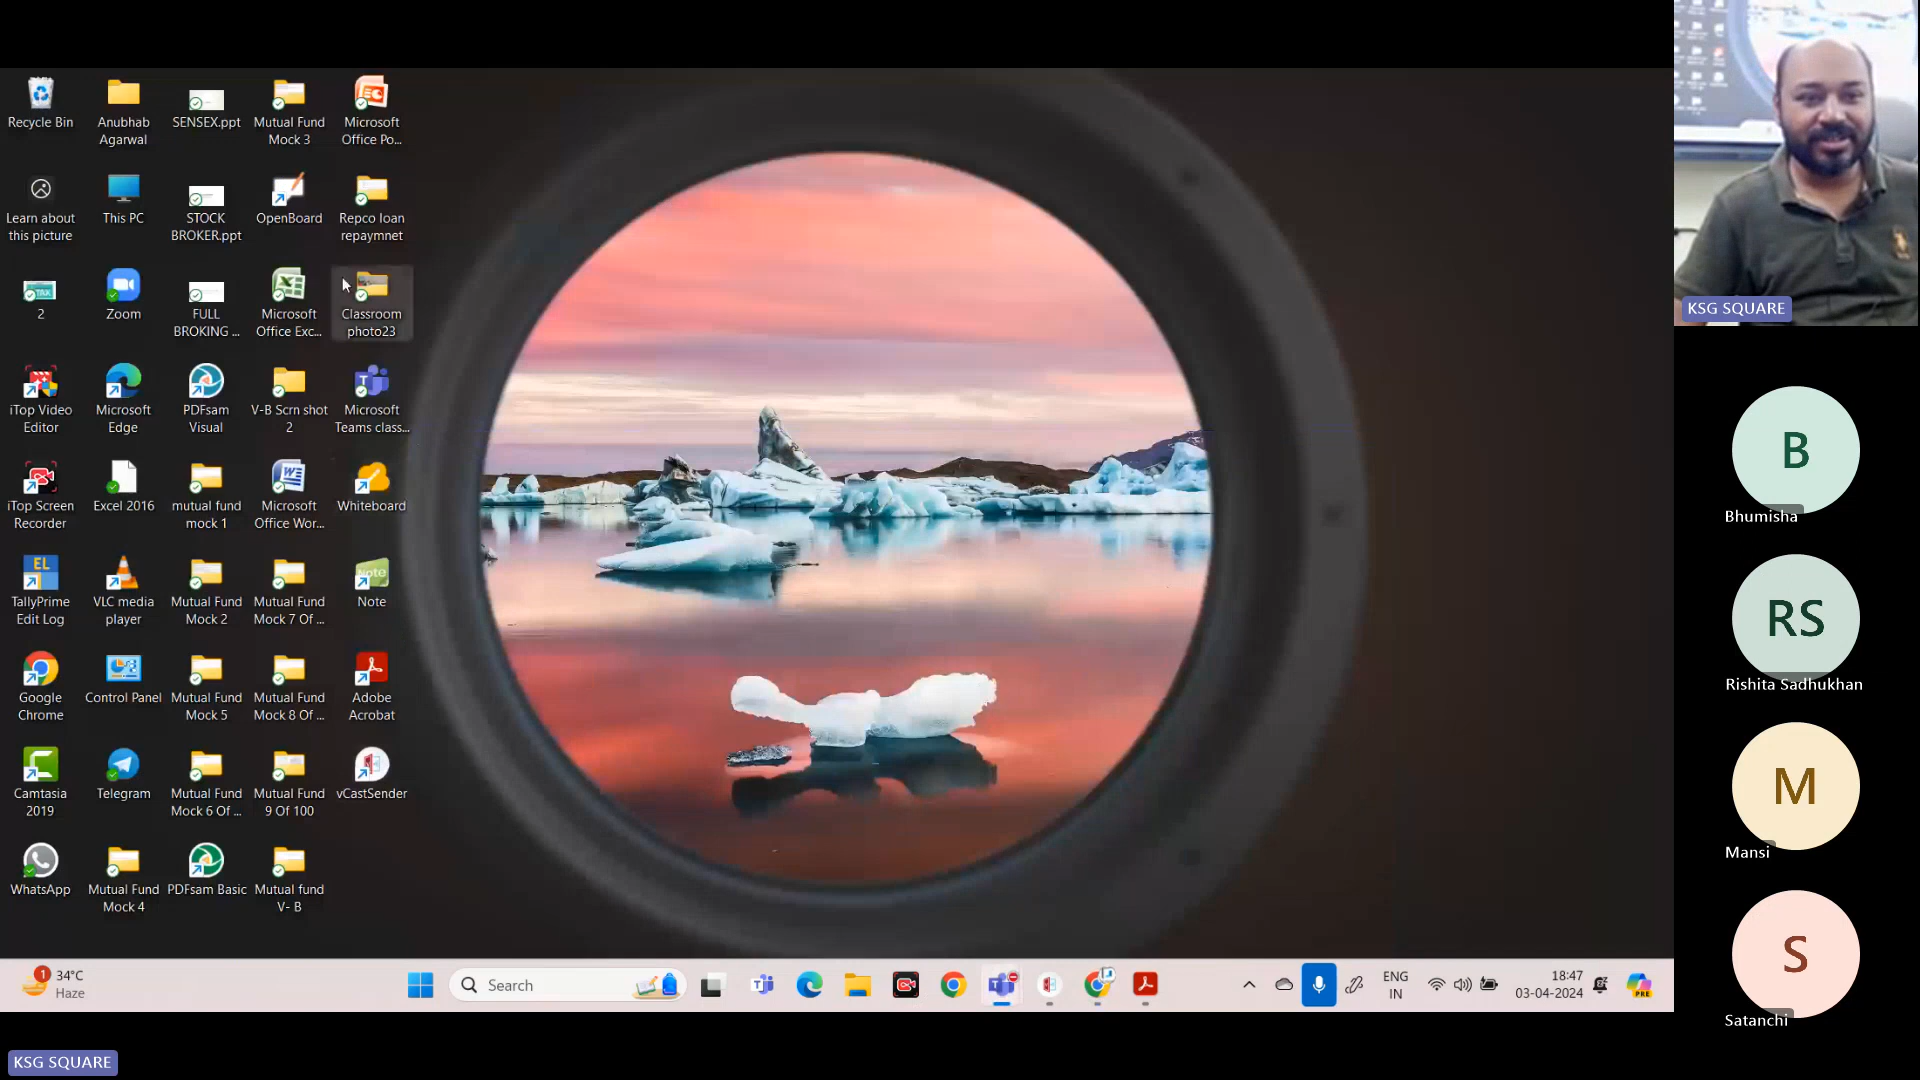 Recycle Bin
Anubhab
Agarwal
SENSEX.ppt
Mutual Fund
Mock 3
Microsoft
Office Po...
Learn about
this picture
This PC
STOCK
BROKER.ppt
OpenBoard
Repco loan
repaymnet
2
Zoom
FULL
BROKING ...
Microsoft
Office Exc...
Classroom
photo23
iTop Video
Editor
Microsoft
Edge
PDFsam
Visual
V-B Scrn shot
2
Microsoft
Teams class...
iTop Screen
Recorder
Excel 2016
mutual fund
mock 1
Microsoft
Office Wor...
Whiteboard
EL
TallyPrime
Edit Log
VLC media
player
Mutual Fund
Mock 2
Mutual Fund
Mock 7 Of ...
Note
Note
Google
Chrome
Control Panel
Mutual Fund
Mock 5
Mutual Fund
Mock 8 Of ...
Adobe
Acrobat
Camtasia
2019
Telegram
Mutual Fund
Mock 6 Of ...
Mutual Fund
9 Of 100
vCastSender
WhatsApp
Mutual Fund
Mock 4
PDFsam Basic
Mutual fund
V- B
1
34°C
Haze
Search
ENG
IN
18:47
03-04-2024
PRE
KSG SQUARE
KSG SQUARE
B
Bhumisha
RS
Rishita Sadhukhan
M
Mansi
S
Satanchi